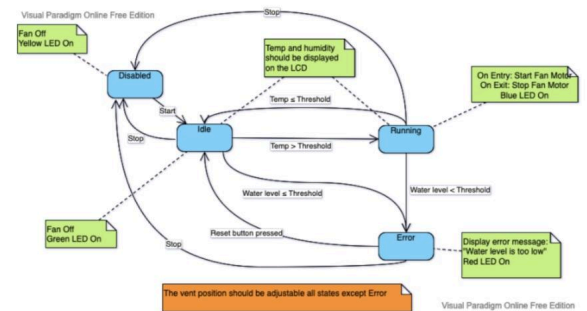 Visual Paradigm Online Free Edition
Stop
Fan Off
Yellow LED On
Temp and humidity
should be displayed
on the LCD
Disabled
On Entry: Start Fan Motor
On Exit: Stop Fan Motor
Blue LED On
Temp ≤ Threshold
Start
Idle
Running
Stop
Temp > Threshold
Water level ≤ Threshold
Water level < Threshold
Fan Off
Green LED On
Reset button pressed
Error
Stop
Display error message:
"Water level is too low"
Red LED On
The vent position should be adjustable all states except Error
Visual Paradigm Online Free Edition